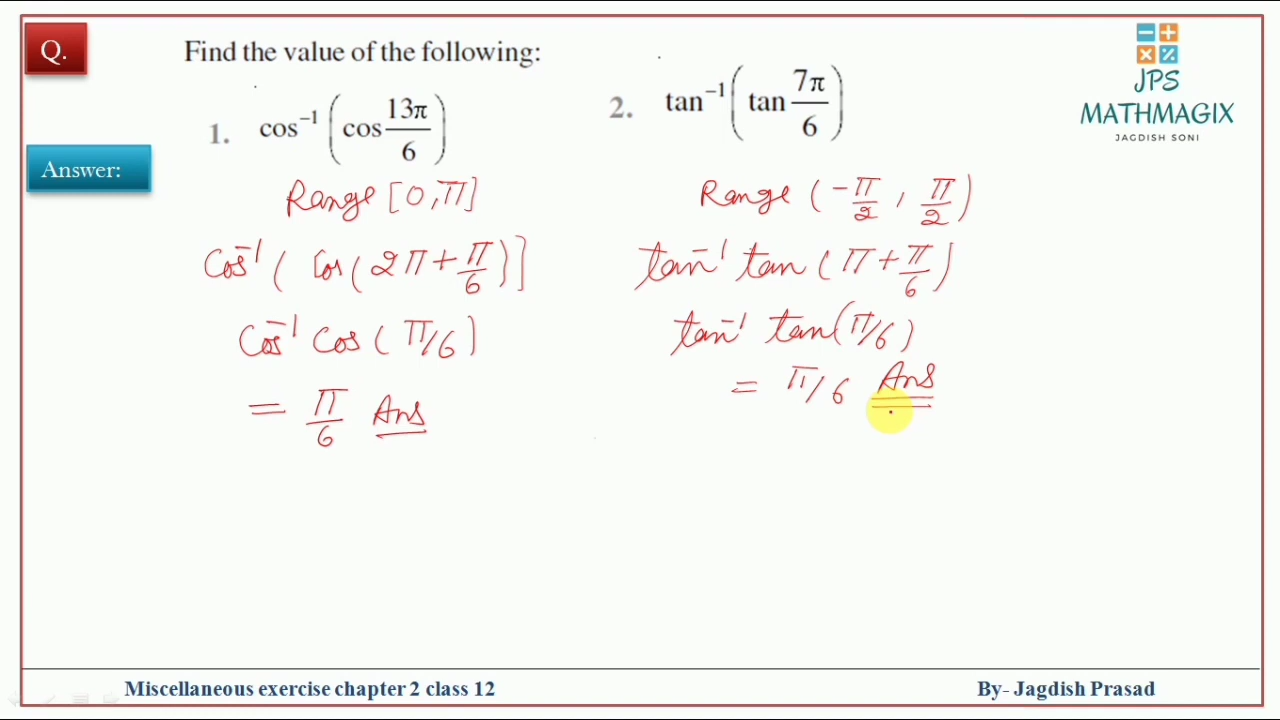 Q.
Find the value of the following:
1. cos⁻¹ (cos 13π/6)
2. tan⁻¹ (tan 7π/6)
JPS
MATHMAGIX
JAGDISH SONI
Answer:
Range [0, π]
cos⁻¹ ( cos ( 2π + π/6 ) ]
cos⁻¹ cos ( π/6 )
= π/6 Ans
Range ( -π/2 , π/2 )
tan⁻¹ tan ( π + π/6 )
tan⁻¹ tan ( π/6 )
= π/6 Ans
Miscellaneous exercise chapter 2 class 12
By- Jagdish Prasad